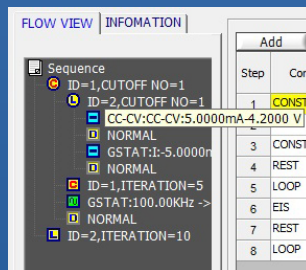 FLOW VIEW INFOMATION
Add
Sequence
ID=1,CUTOFF NO=1
ID=2,CUTOFF NO=1
CC-CV:CC-CV:5.0000mA-4.2000 V
NORMAL
GSTAT:I:-5.0000m
NORMAL
ID=1,ITERATION=5
GSTAT:100.00KHz ->
NORMAL
ID=2,ITERATION=10
Step Con
1 CONST
3 CONST
4 REST
5 LOOP
6 EIS
7 REST
8 LOOP